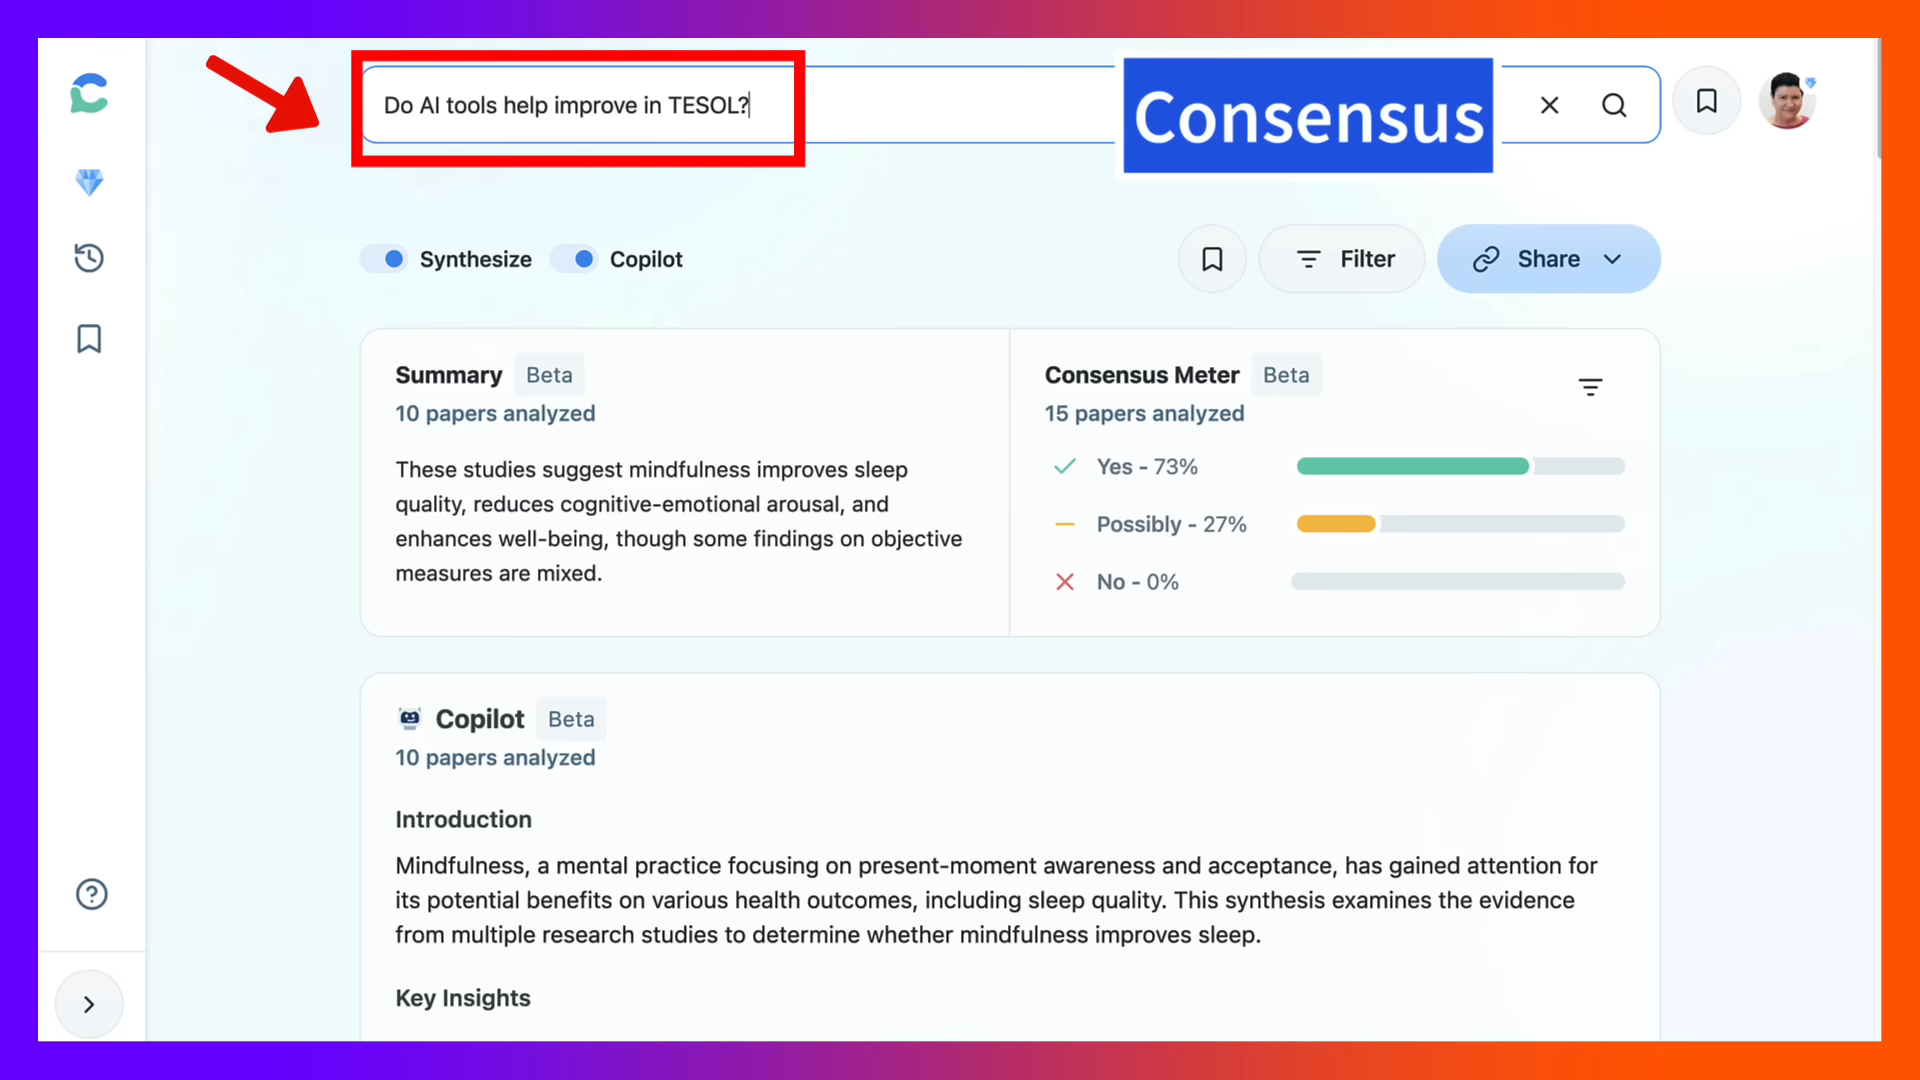 Do AI tools help improve in TESOL?
Consensus
Synthesize
Copilot
Filter
Share
Summary
Beta
10 papers analyzed
These studies suggest mindfulness improves sleep
quality, reduces cognitive-emotional arousal, and
enhances well-being, though some findings on objective
measures are mixed.
Consensus Meter
Beta
15 papers analyzed
Yes - 73%
Possibly - 27%
No - 0%
Copilot
Beta
10 papers analyzed
Introduction
Mindfulness, a mental practice focusing on present-moment awareness and acceptance, has gained attention for
its potential benefits on various health outcomes, including sleep quality. This synthesis examines the evidence
from multiple research studies to determine whether mindfulness improves sleep.
Key Insights